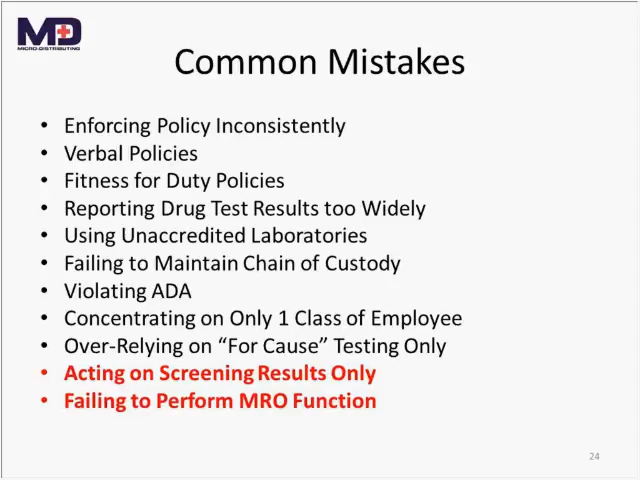 MD
MICRO-DISTRIBUTING
Common Mistakes
• Enforcing Policy Inconsistently
• Verbal Policies
• Fitness for Duty Policies
• Reporting Drug Test Results too Widely
• Using Unaccredited Laboratories
• Failing to Maintain Chain of Custody
• Violating ADA
• Concentrating on Only 1 Class of Employee
• Over-Relying on “For Cause” Testing Only
• Acting on Screening Results Only
• Failing to Perform MRO Function
24